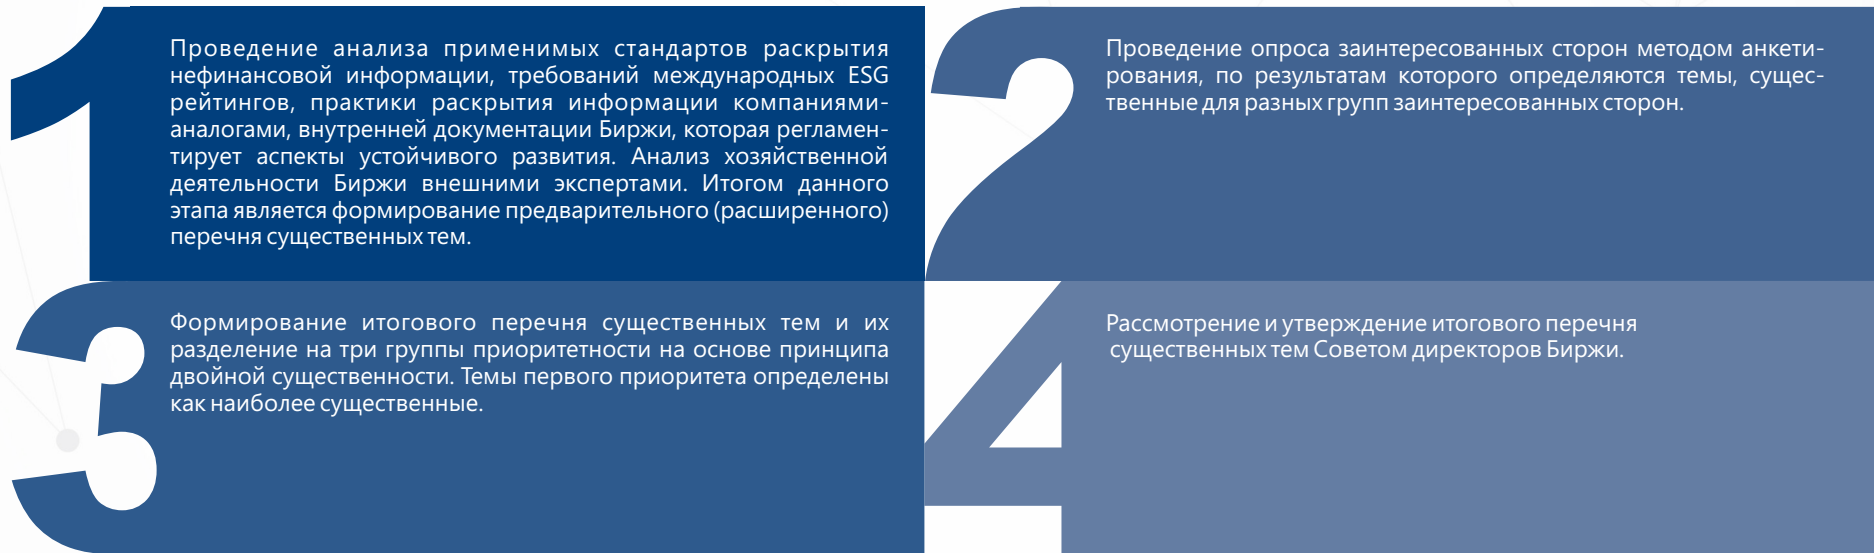 1
Проведение анализа применимых стандартов раскрытия
нефинансовой информации, требований международных ESG
рейтингов, практики раскрытия информации компаниями-
аналогами, внутренней документации Биржи, которая регламен-
тирует аспекты устойчивого развития. Анализ хозяйственной
деятельности Биржи внешними экспертами. Итогом данного
этапа является формирование предварительного (расширенного)
перечня существенных тем.
2
Проведение опроса заинтересованных сторон методом анкети-
рования, по результатам которого определяются темы, сущес-
твенные для разных групп заинтересованных сторон.
3
Формирование итогового перечня существенных тем и их
разделение на три группы приоритетности на основе принципа
двойной существенности. Темы первого приоритета определены
как наиболее существенные.
4
Рассмотрение и утверждение итогового перечня
существенных тем Советом директоров Биржи.